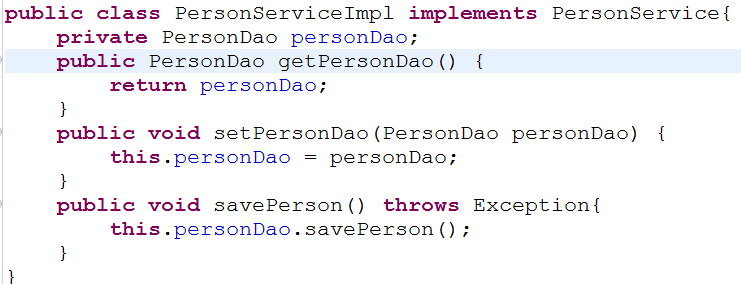 public class PersonServiceImpl implements PersonService{
    private PersonDao personDao;
    public PersonDao getPersonDao() {
        return personDao;
    }
    public void setPersonDao(PersonDao personDao) {
        this.personDao = personDao;
    }
    public void savePerson() throws Exception{
        this.personDao.savePerson();
    }
}